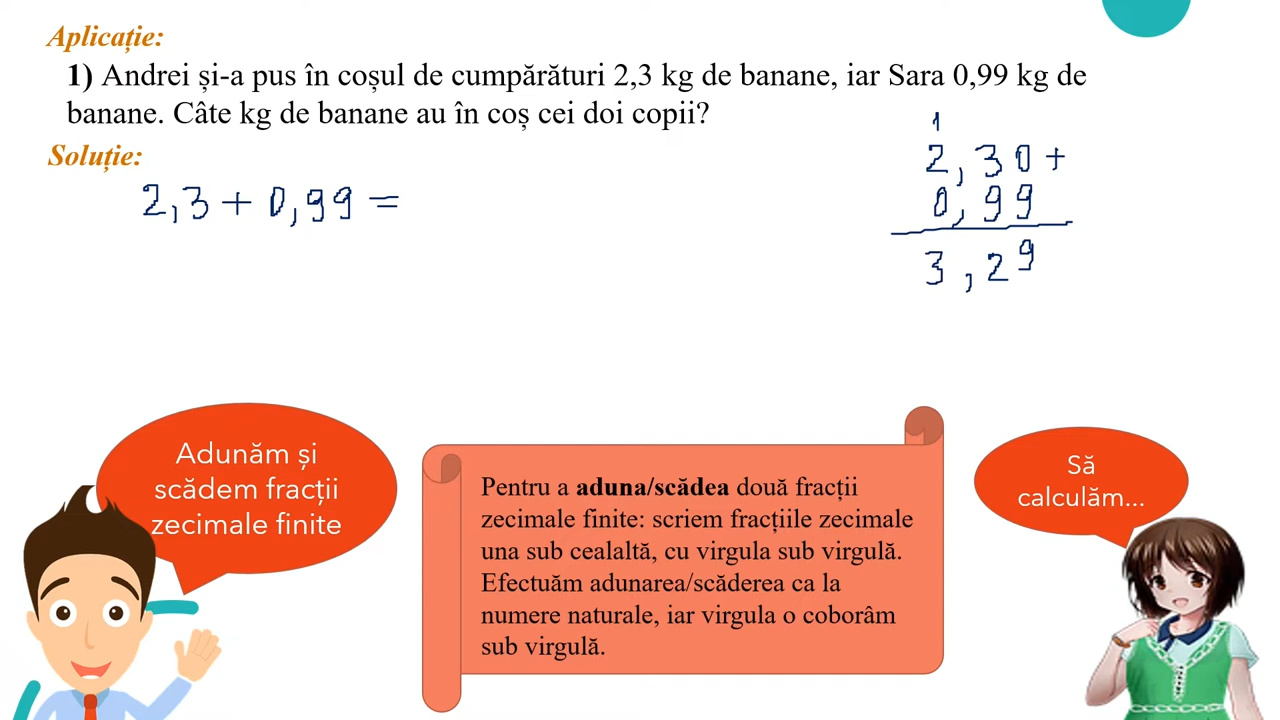 Aplicație:
1) Andrei și-a pus în coșul de cumpărături 2,3 kg de banane, iar Sara 0,99 kg de
banane. Câte kg de banane au în coș cei doi copii?
Soluție:
2,3 + 0,99 =
1
2,30 +
0,99
3,29
Adunăm și
scădem fracții
zecimale finite
Pentru a aduna/scădea două fracții
zecimale finite: scriem fracțiile zecimale
una sub cealaltă, cu virgula sub virgulă.
Efectuăm adunarea/scăderea ca la
numere naturale, iar virgula o coborâm
sub virgulă.
Să
calculăm...